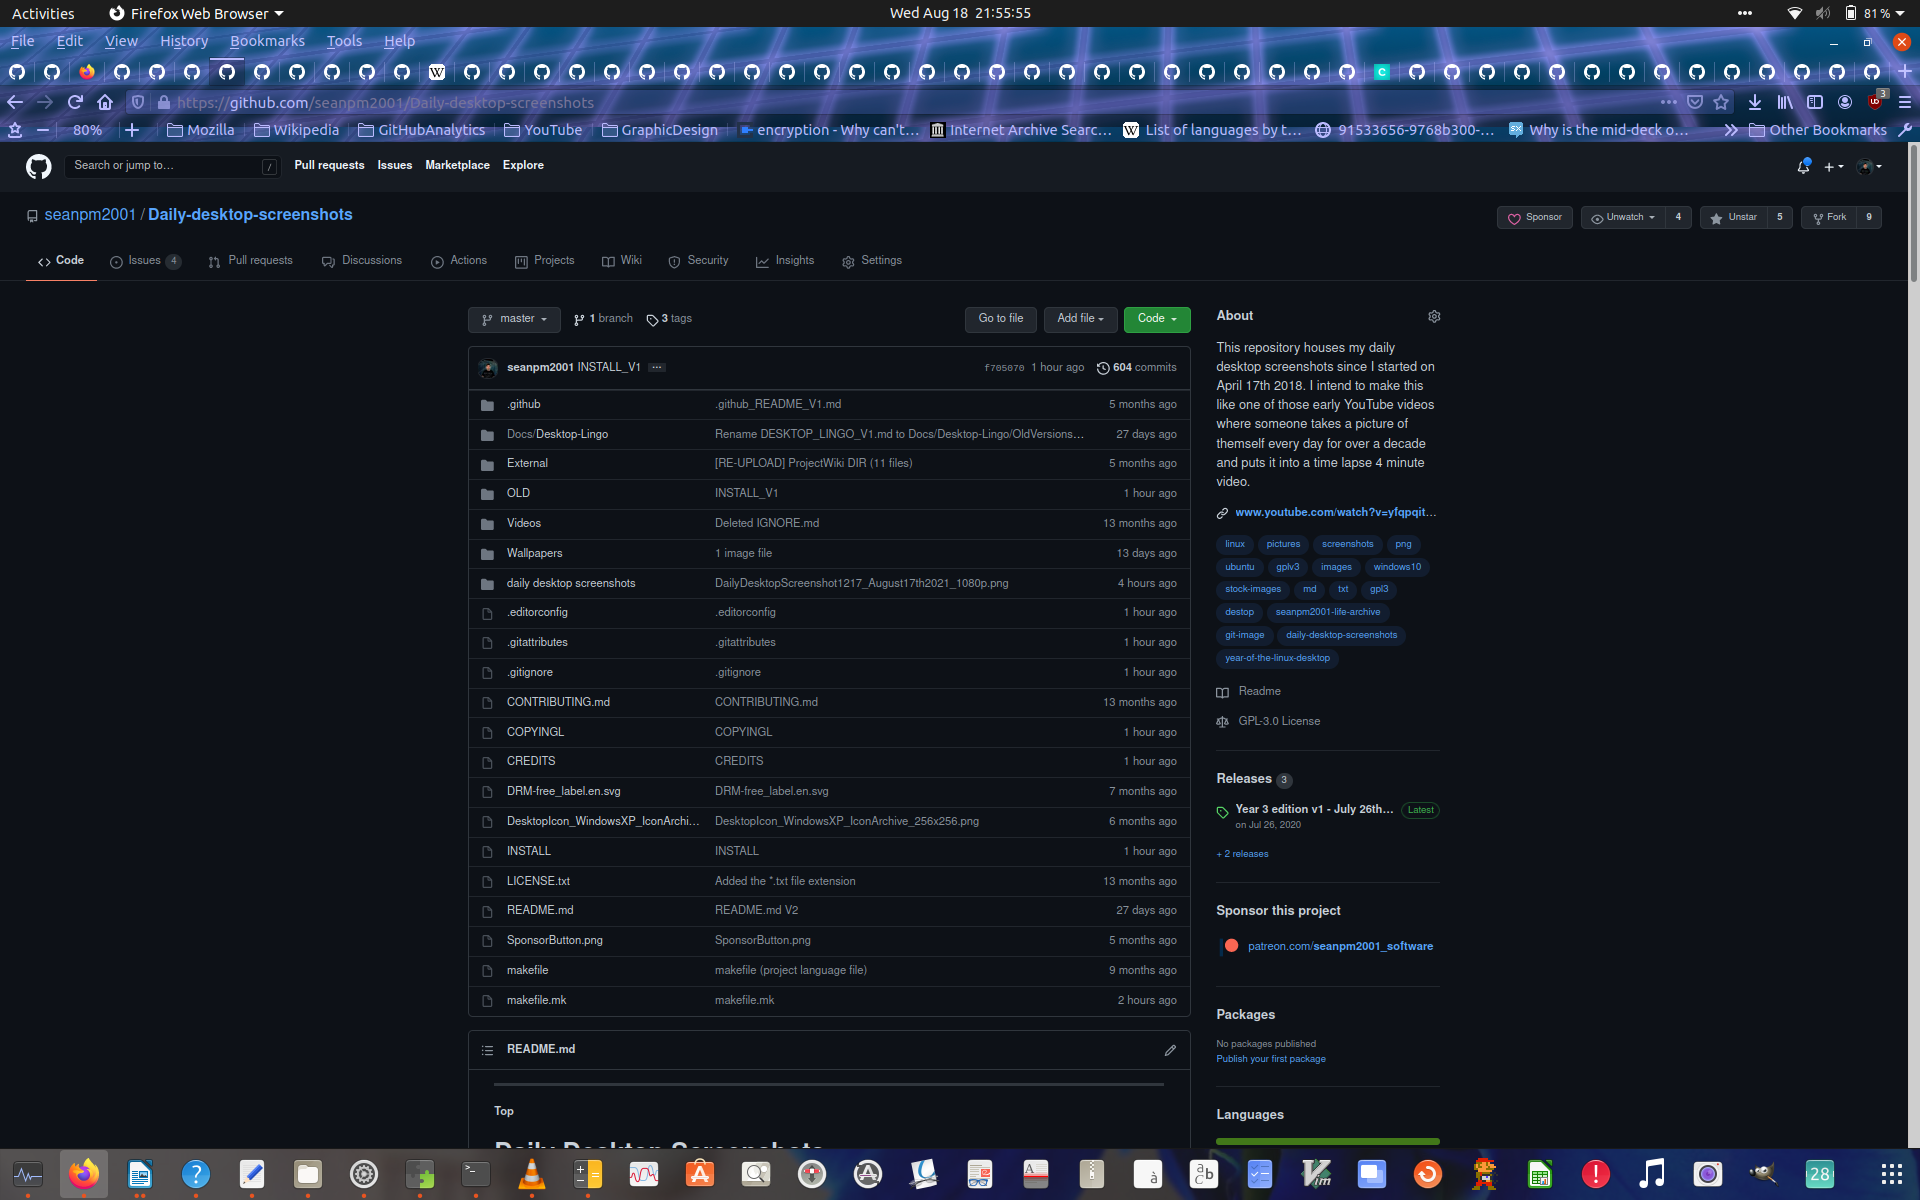 Activities Firefox Web Browser Wed Aug 18 21:55:55 81 %
File Edit View History Bookmarks Tools Help
https://github.com/seanpm2001/Daily-desktop-screenshots 3
80% Mozilla Wikipedia GitHubAnalytics YouTube GraphicDesign encryption - Why can't… Internet Archive Searc… List of languages by t… 91533656-9768b300-… Why is the mid-deck o… Other Bookmarks
Search or jump to… / Pull requests Issues Marketplace Explore
seanpm2001 / Daily-desktop-screenshots Sponsor Unwatch 4 Unstar 5 Fork 9
Code Issues 4 Pull requests Discussions Actions Projects Wiki Security Insights Settings
master 1 branch 3 tags Go to file Add file Code
seanpm2001 INSTALL_V1 … f705070 1 hour ago 604 commits
.github .github_README_V1.md 5 months ago
Docs/Desktop-Lingo Rename DESKTOP_LINGO_V1.md to Docs/Desktop-Lingo/OldVersions… 27 days ago
External [RE-UPLOAD] ProjectWiki DIR (11 files) 5 months ago
OLD INSTALL_V1 1 hour ago
Videos Deleted IGNORE.md 13 months ago
Wallpapers 1 image file 13 days ago
daily desktop screenshots DailyDesktopScreenshot1217_August17th2021_1080p.png 4 hours ago
.editorconfig .editorconfig 1 hour ago
.gitattributes .gitattributes 1 hour ago
.gitignore .gitignore 1 hour ago
CONTRIBUTING.md CONTRIBUTING.md 13 months ago
COPYINGL COPYINGL 1 hour ago
CREDITS CREDITS 1 hour ago
DRM-free_label.en.svg DRM-free_label.en.svg 7 months ago
DesktopIcon_WindowsXP_IconArchi… DesktopIcon_WindowsXP_IconArchive_256x256.png 6 months ago
INSTALL INSTALL 1 hour ago
LICENSE.txt Added the *.txt file extension 13 months ago
README.md README.md V2 27 days ago
SponsorButton.png SponsorButton.png 5 months ago
makefile makefile (project language file) 9 months ago
makefile.mk makefile.mk 2 hours ago
README.md
Top
Daily Desktop Screenshots
About
This repository houses my daily
desktop screenshots since I started on
April 17th 2018. I intend to make this
like one of those early YouTube videos
where someone takes a picture of
themself every day for over a decade
and puts it into a time lapse 4 minute
video.
www.youtube.com/watch?v=yfqpqit…
linux pictures screenshots png
ubuntu gplv3 images windows10
stock-images md txt gpl3
destop seanpm2001-life-archive
git-image daily-desktop-screenshots
year-of-the-linux-desktop
Readme
GPL-3.0 License
Releases 3
Year 3 edition v1 - July 26th… Latest
on Jul 26, 2020
+ 2 releases
Sponsor this project
patreon.com/seanpm2001_software
Packages
No packages published
Publish your first package
Languages
28